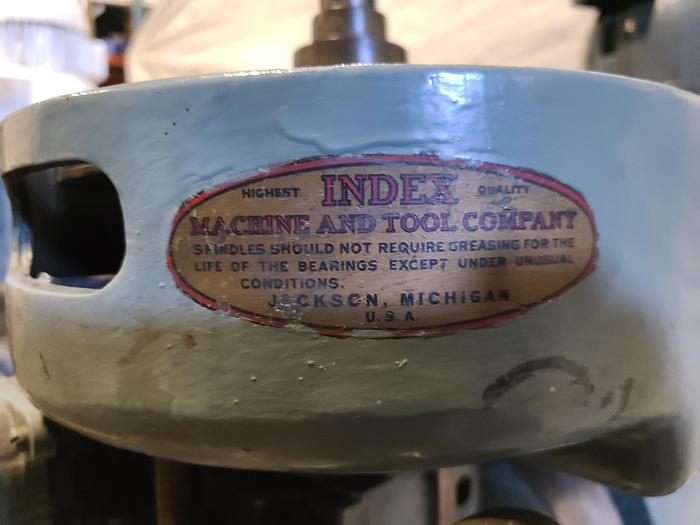 HIGHEST INDEX QUALITY
MACHINE AND TOOL COMPANY
SPINDLES SHOULD NOT REQUIRE GREASING FOR THE
LIFE OF THE BEARINGS EXCEPT UNDER UNUSUAL
CONDITIONS.
JACKSON, MICHIGAN
U.S.A